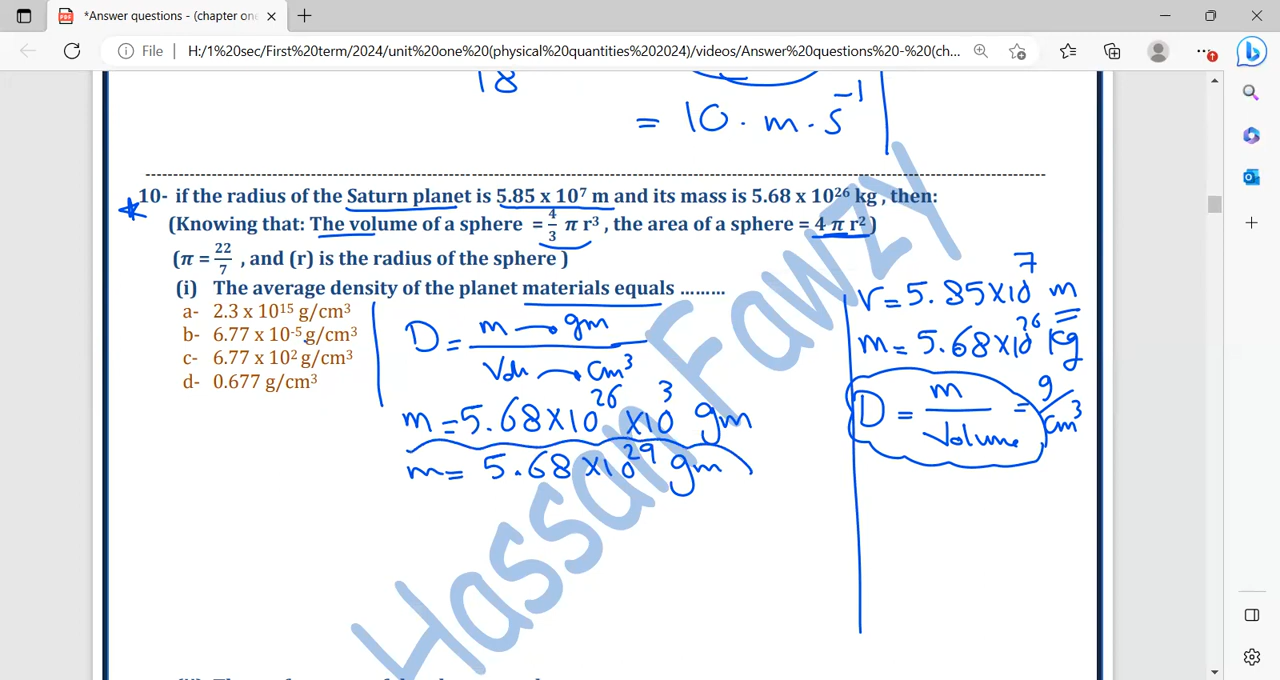 *Answer questions - (chapter one
File H:/1%20sec/First%20term/2024/unit%20one%20(physical%20quantities%202024)/videos/Answer%20questions%20-%20(ch...
18
= 10 . m . s⁻¹
10- if the radius of the Saturn planet is 5.85 x 10⁷ m and its mass is 5.68 x 10²⁶ kg , then:
(Knowing that: The volume of a sphere = 4/3 π r³ , the area of a sphere = 4 π r² )
(π = 22/7 , and (r) is the radius of the sphere )
(i) The average density of the planet materials equals .........
a- 2.3 x 10¹⁵ g/cm³
b- 6.77 x 10⁻⁵ g/cm³
c- 6.77 x 10² g/cm³
d- 0.677 g/cm³
D = m → gm
Vol → cm³
m = 5.68 x 10²⁶ x 10³ gm
m = 5.68 x 10²⁹ gm
r = 5.85 x 10⁷ m
m = 5.68 x 10²⁶ Kg
D = m / Volume = g / cm³
Hassan Fawzy